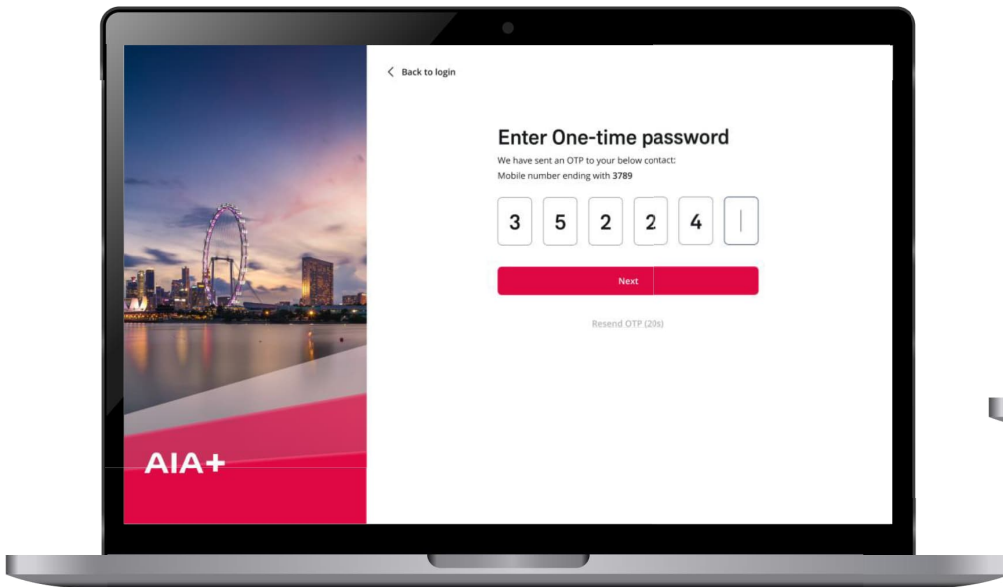 Back to login
Enter One-time password
We have sent an OTP to your below contact:
Mobile number ending with 3789
3 5 2 2 4
Next
Resend OTP (20s)
AIA+